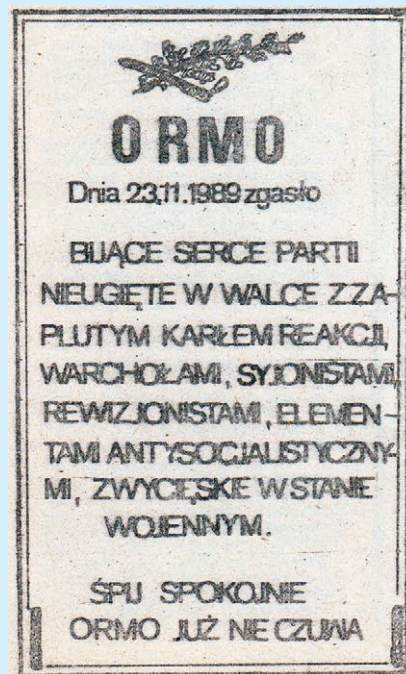 ORMO
Dnia 23.11.1989 zgasło
BIJĄCE SERCE PARTII
NIEUGIĘTE W WALCE Z ZA-
PLUTYM KARŁEM REAKCJI,
WARCHOŁAMI, SYJONISTAMI,
REWIZJONISTAMI, ELEMEN-
TAMI ANTYSOCJALISTYCZNY-
MI, ZWYCIĘSKIE W STANIE
WOJENNYM.
ŚPIJ SPOKOJNIE
ORMO JUŻ NIE CZUWA